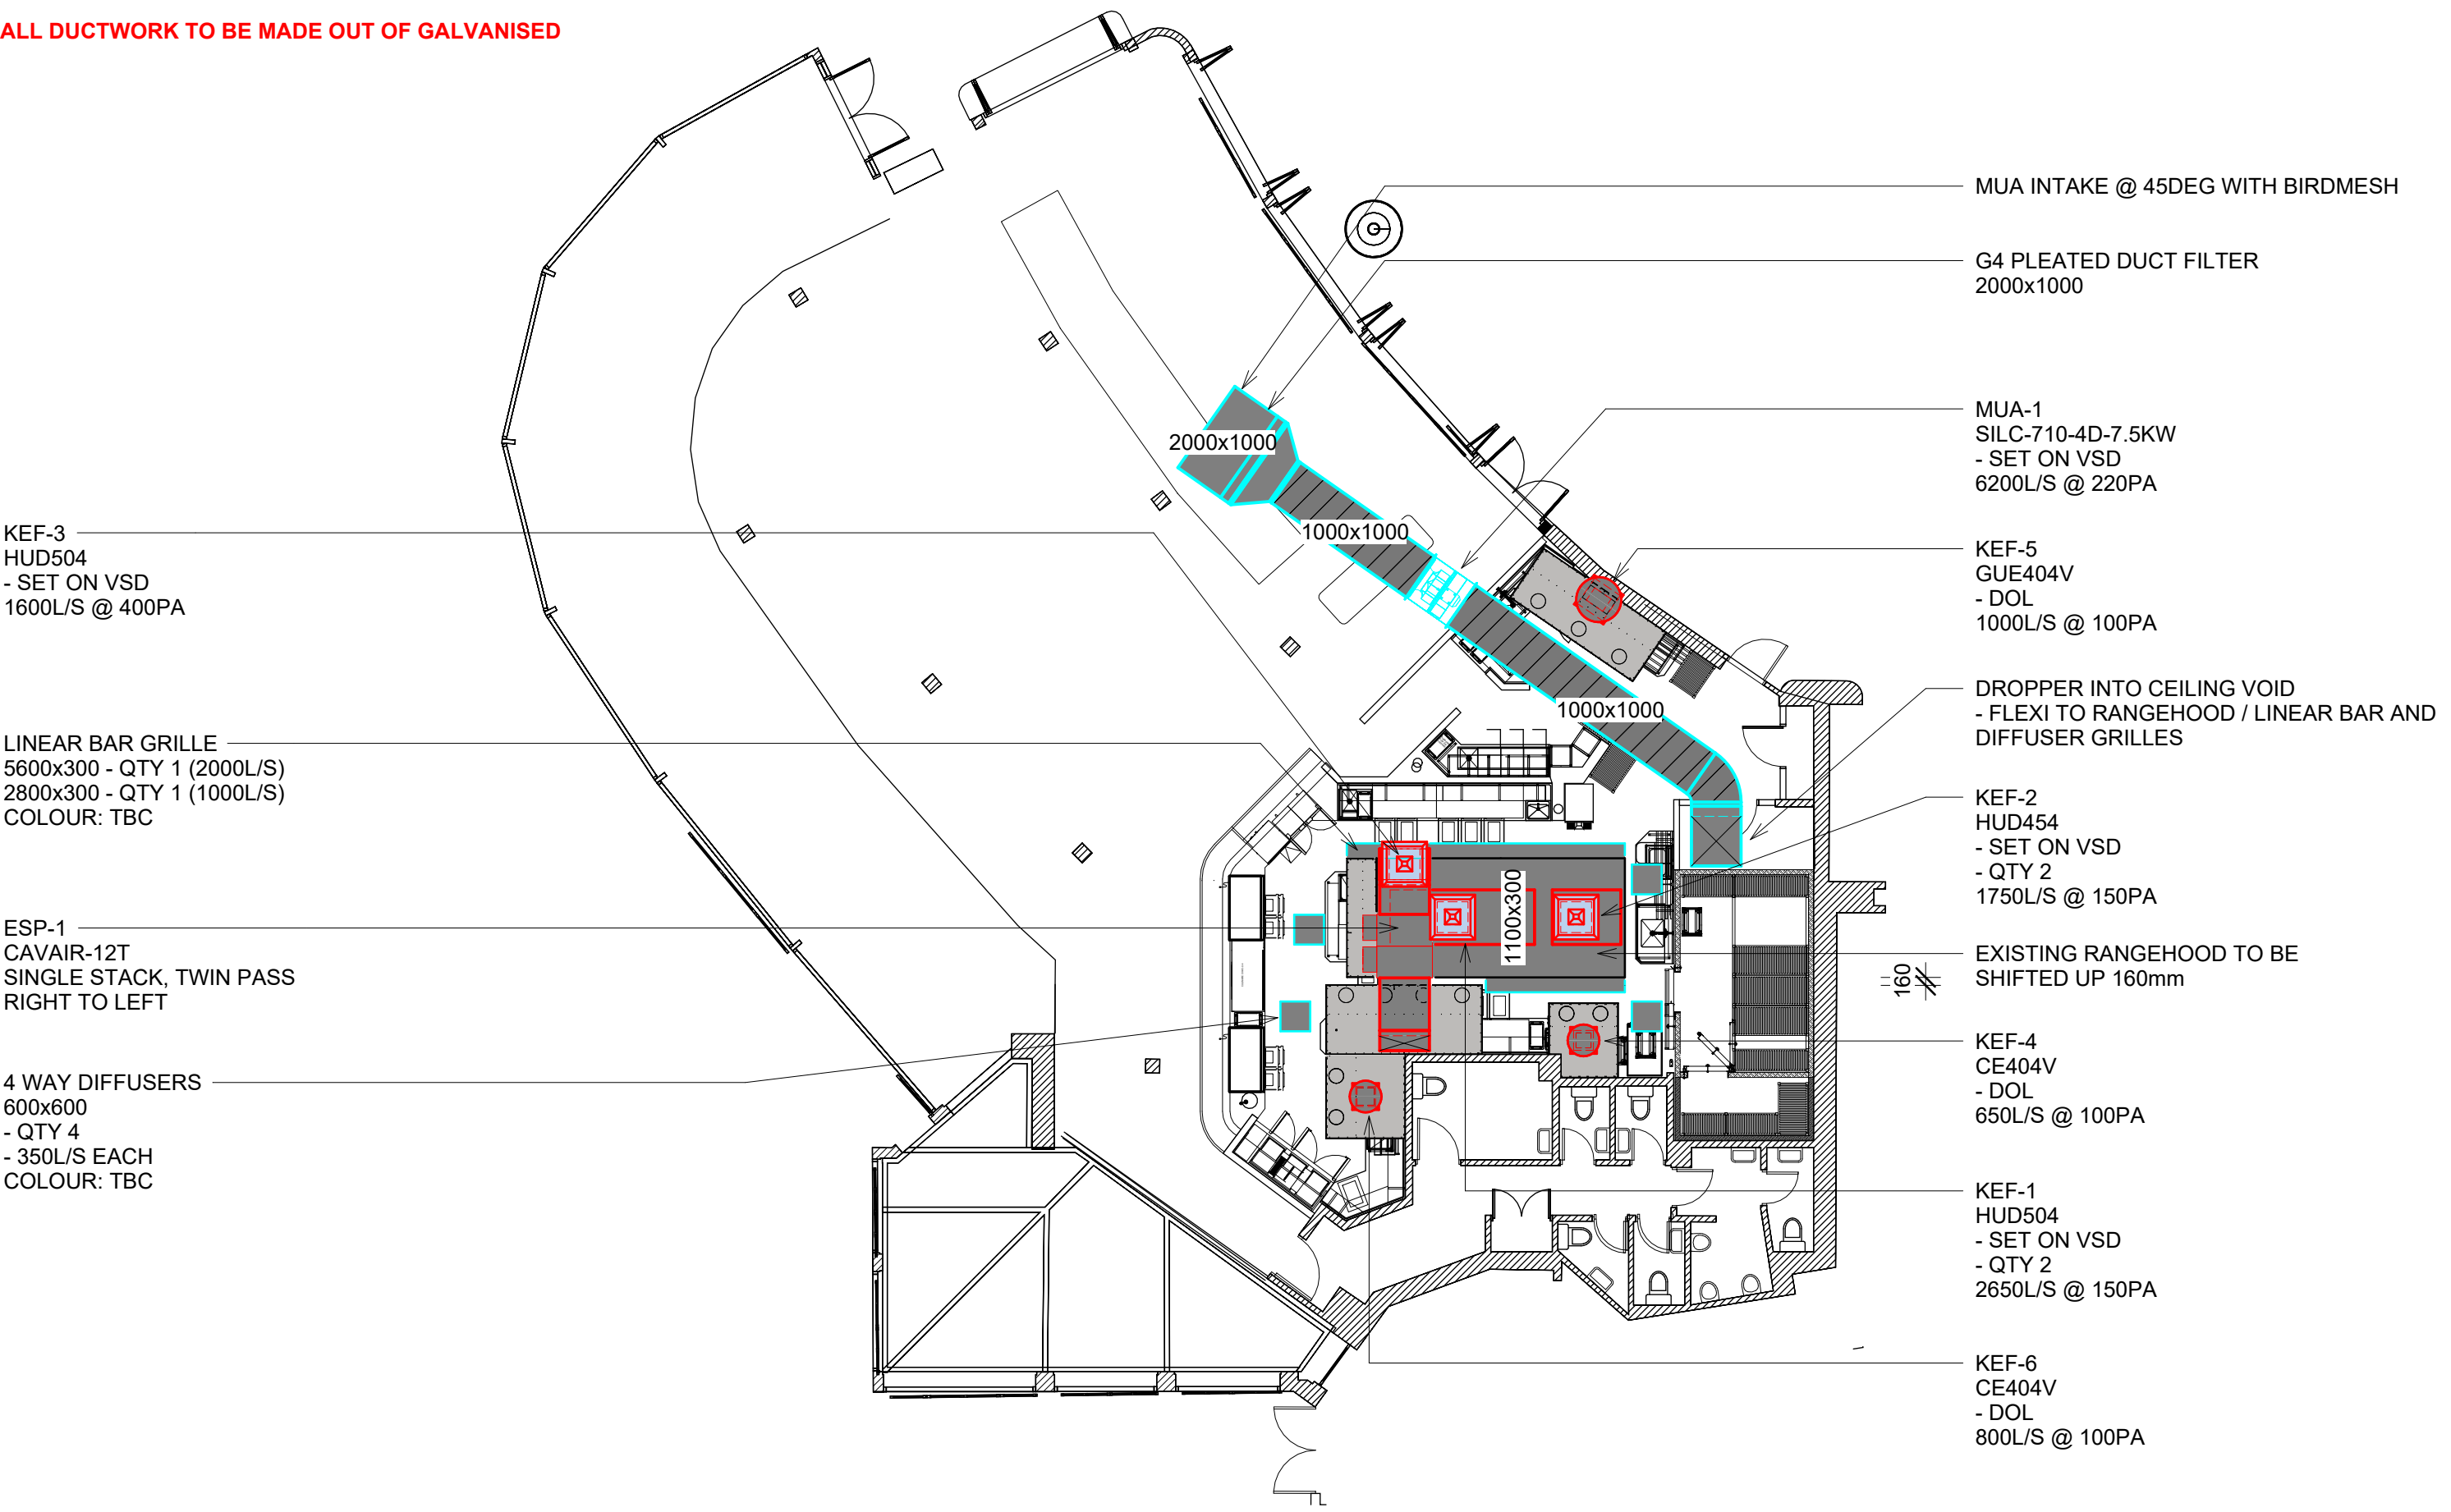 ALL DUCTWORK TO BE MADE OUT OF GALVANISED
MUA INTAKE @ 45DEG WITH BIRDMESH
G4 PLEATED DUCT FILTER
2000x1000
MUA-1
SILC-710-4D-7.5KW
- SET ON VSD
6200L/S @ 220PA
KEF-5
GUE404V
- DOL
1000L/S @ 100PA
DROPPER INTO CEILING VOID
- FLEXI TO RANGEHOOD / LINEAR BAR AND
DIFFUSER GRILLES
KEF-2
HUD454
- SET ON VSD
- QTY 2
1750L/S @ 150PA
EXISTING RANGEHOOD TO BE
SHIFTED UP 160mm
KEF-4
CE404V
- DOL
650L/S @ 100PA
KEF-1
HUD504
- SET ON VSD
- QTY 2
2650L/S @ 150PA
KEF-6
CE404V
- DOL
800L/S @ 100PA
KEF-3
HUD504
- SET ON VSD
1600L/S @ 400PA
LINEAR BAR GRILLE
5600x300 - QTY 1 (2000L/S)
2800x300 - QTY 1 (1000L/S)
COLOUR: TBC
ESP-1
CAVAIR-12T
SINGLE STACK, TWIN PASS
RIGHT TO LEFT
4 WAY DIFFUSERS
600x600
- QTY 4
- 350L/S EACH
COLOUR: TBC
2000x1000
1000x1000
1000x1000
1100x300
160